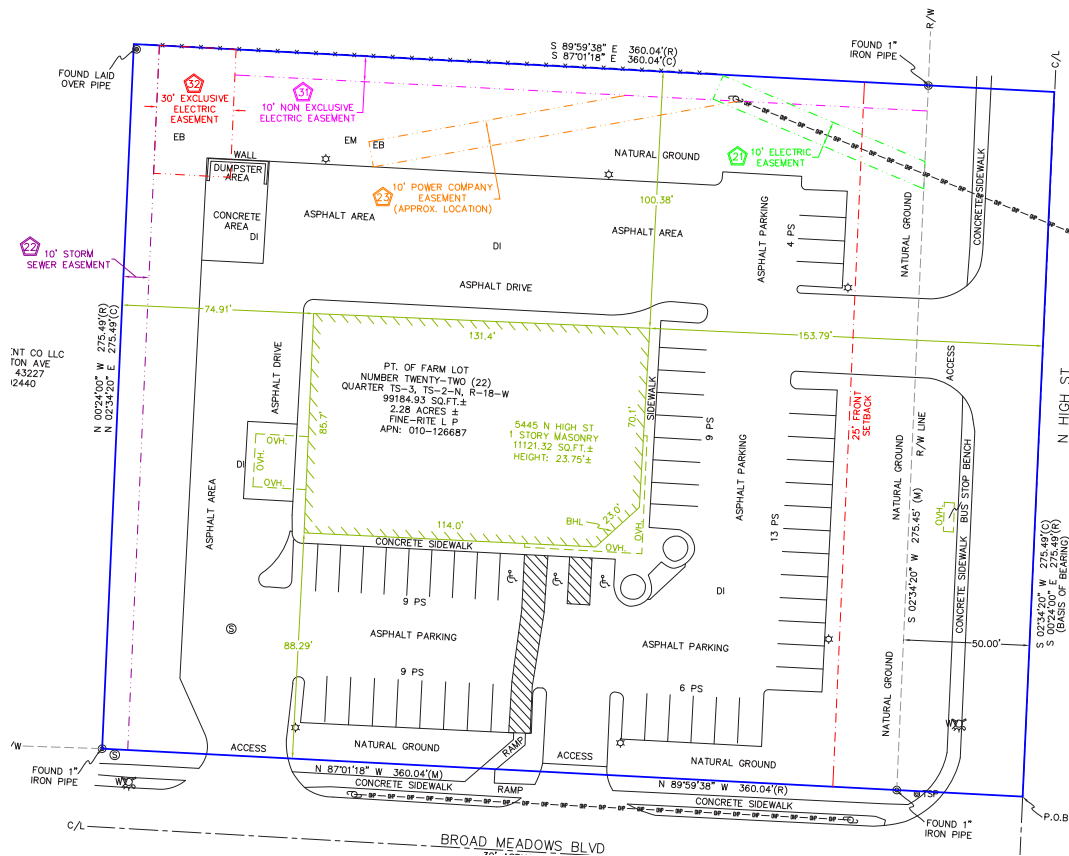 S 89°59'38" E   360.04'(R)
S 87°01'18" E   360.04'(C)
FOUND 1"
IRON PIPE
R/W
C/L
FOUND LAID
OVER PIPE
32
30' EXCLUSIVE
ELECTRIC
EASEMENT
31
10' NON EXCLUSIVE
ELECTRIC EASEMENT
EB
EM
EB
WALL
DUMPSTER
AREA
CONCRETE
AREA
DI
23
10' POWER COMPANY
EASEMENT
(APPROX. LOCATION)
NATURAL GROUND
21
10' ELECTRIC
EASEMENT
CONCRETE SIDEWALK
NATURAL GROUND
100.38'
ASPHALT AREA
ASPHALT AREA
ASPHALT PARKING
4 PS
DI
22
10' STORM
SEWER EASEMENT
ASPHALT DRIVE
74.91'
131.4'
153.79'
N 00°24'00" W   275.49'(R)
N 02°34'20" E   275.49'(C)
NT CO LLC
TON AVE
43227
2440
ASPHALT DRIVE
PT. OF FARM LOT
NUMBER TWENTY-TWO (22)
QUARTER TS-3, TS-2-N, R-18-W
99184.93 SQ.FT.±
2.28 ACRES ±
FINE-RITE L P
APN: 010-126687
5445 N HIGH ST
1 STORY MASONRY
11121.32 SQ.FT.±
HEIGHT: 23.75'±
85.7'
70.1'
SIDEWALK
9 PS
ACCESS
25' FRONT
SETBACK
N HIGH ST
OVH.
OVH.
OVH.
DI
ASPHALT AREA
114.0'
BHL
23.0'
OVH.
OVH.
ASPHALT PARKING
13 PS
NATURAL GROUND
R/W LINE
S 02°34'20" W   275.45' (M)
OVH.
BUS STOP BENCH
CONCRETE SIDEWALK
S 02°34'20" W   275.49'(C)
S 00°24'00" E   275.49'(R)
(BASIS OF BEARING)
CONCRETE SIDEWALK
9 PS
DI
S
ASPHALT PARKING
88.29'
9 PS
ASPHALT PARKING
6 PS
50.00'
NATURAL GROUND
/W
S
ACCESS
NATURAL GROUND
RAMP
ACCESS
NATURAL GROUND
FOUND 1"
IRON PIPE
N 87°01'18" W   360.04'(M)
CONCRETE SIDEWALK
RAMP
N 89°59'38" W   360.04'(R)
CONCRETE SIDEWALK
TSP
FOUND 1"
IRON PIPE
P.O.B
C/L
BROAD MEADOWS BLVD